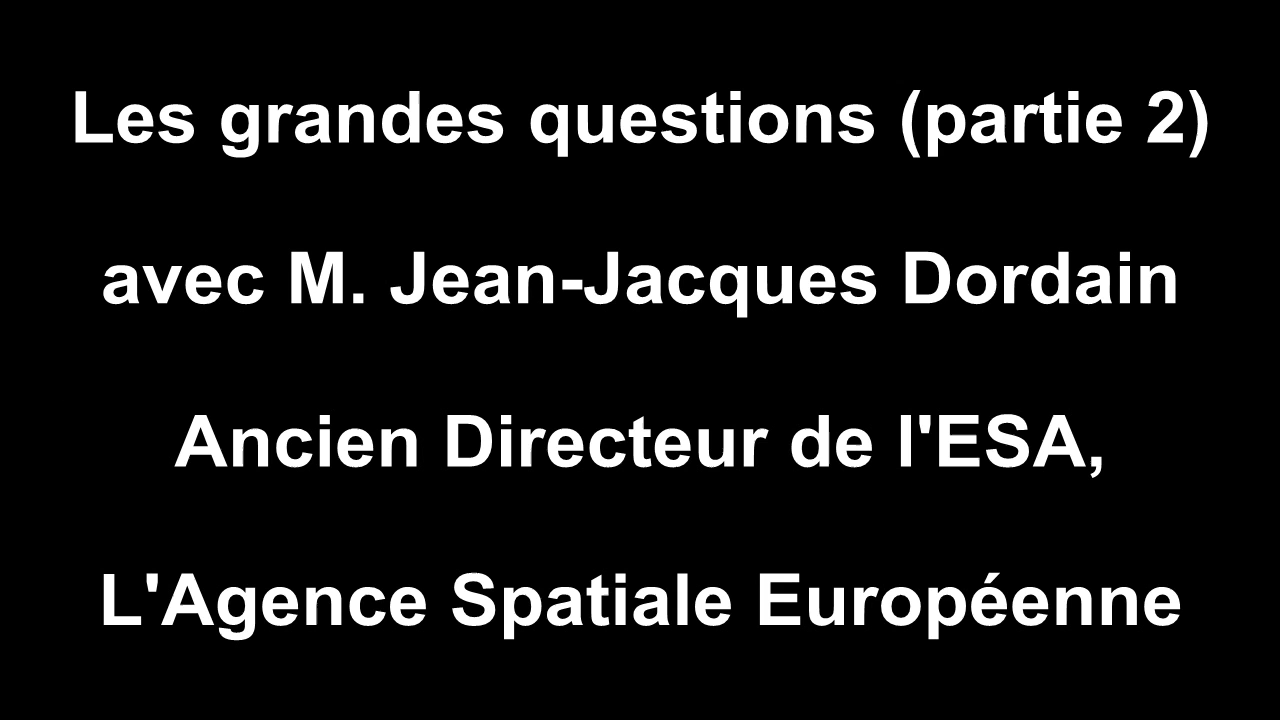 Les grandes questions (partie 2)
avec M. Jean-Jacques Dordain
Ancien Directeur de l'ESA,
L'Agence Spatiale Européenne